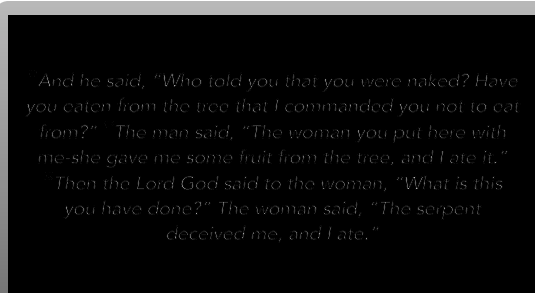 And he said, “Who told you that you were naked? Have
you eaten from the tree that I commanded you not to eat
from?” The man said, “The woman you put here with
me-she gave me some fruit from the tree, and I ate it.”
Then the Lord God said to the woman, “What is this
you have done?” The woman said, “The serpent
deceived me, and I ate.”